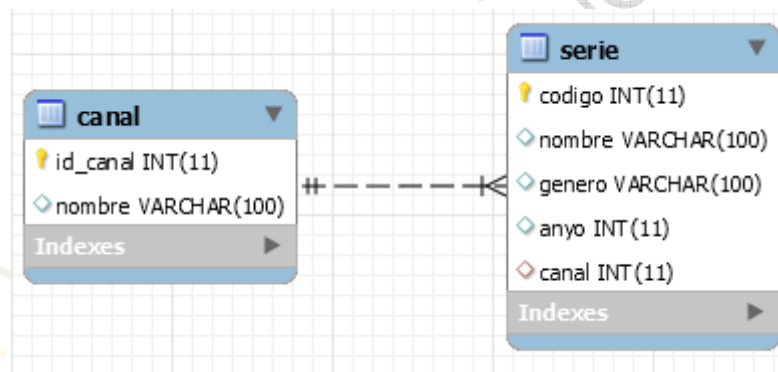 canal
id_canal INT(11)
nombre VARCHAR(100)
Indexes
serie
codigo INT(11)
nombre VARCHAR(100)
genero VARCHAR(100)
anyo INT(11)
canal INT(11)
Indexes